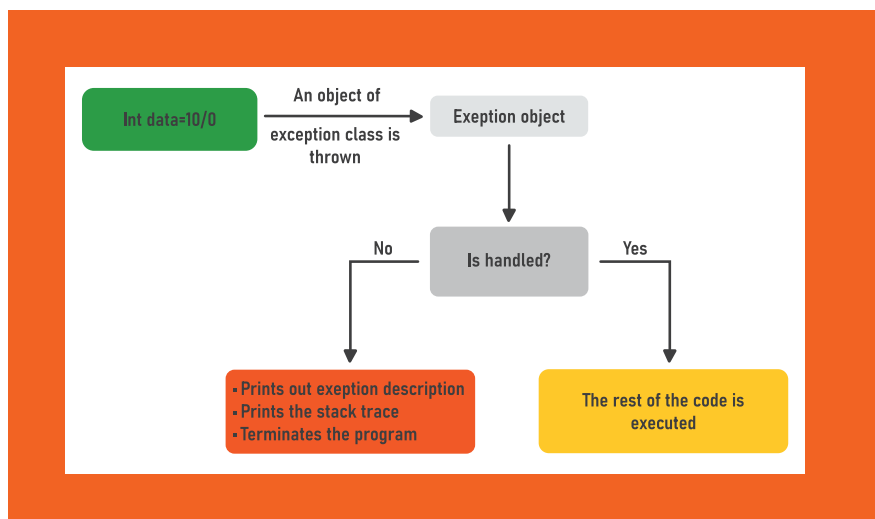 Int data=10/0
An object of
exception class is
thrown
Exeption object
Is handled?
No
Yes
▪ Prints out exeption description
▪ Prints the stack trace
▪ Terminates the program
The rest of the code is
executed